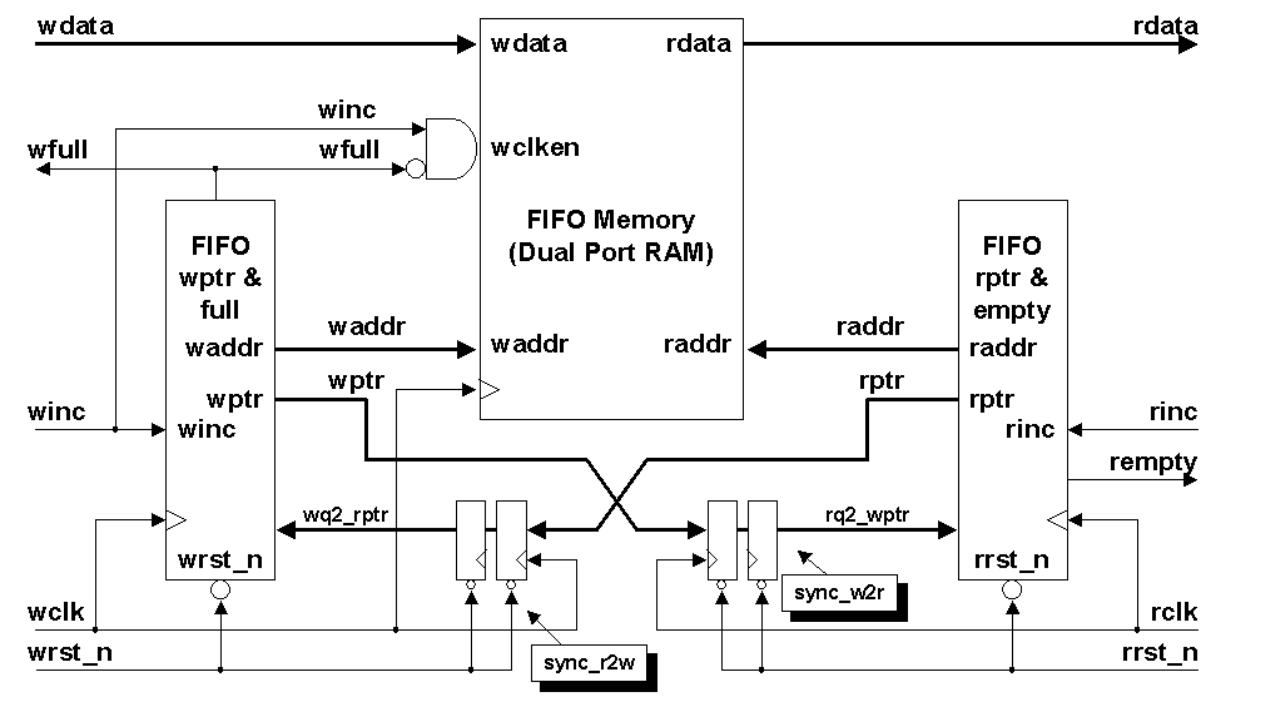 wdata
rdata
wdata
rdata
winc
wfull
wfull
wclken
FIFO Memory
(Dual Port RAM)
FIFO
wptr &
full
FIFO
rptr &
empty
waddr
waddr
waddr
raddr
raddr
raddr
wptr
wptr
rptr
rptr
winc
winc
rinc
rinc
rempty
wq2_rptr
rq2_wptr
wrst_n
rrst_n
sync_w2r
wclk
rclk
wrst_n
sync_r2w
rrst_n